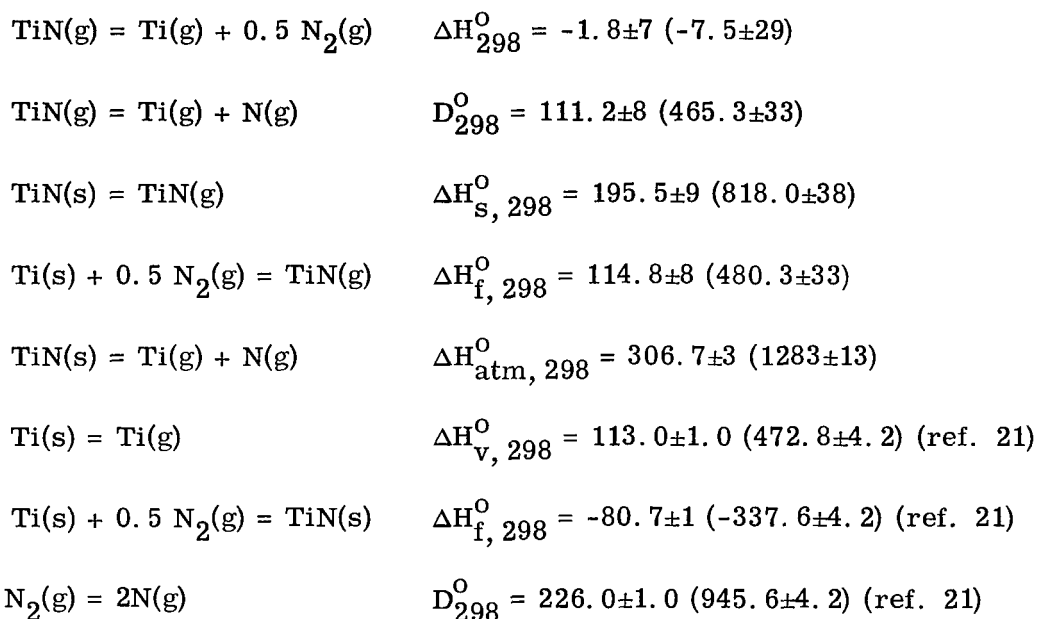 TiN(g) = Ti(g) + 0.5 N₂(g) ΔH°₂₉₈ = -1.8±7 (-7.5±29)
TiN(g) = Ti(g) + N(g) D°₂₉₈ = 111.2±8 (465.3±33)
TiN(s) = TiN(g) ΔH°s, 298 = 195.5±9 (818.0±38)
Ti(s) + 0.5 N₂(g) = TiN(g) ΔH°f, 298 = 114.8±8 (480.3±33)
TiN(s) = Ti(g) + N(g) ΔH°atm, 298 = 306.7±3 (1283±13)
Ti(s) = Ti(g) ΔH°v, 298 = 113.0±1.0 (472.8±4.2) (ref. 21)
Ti(s) + 0.5 N₂(g) = TiN(s) ΔH°f, 298 = -80.7±1 (-337.6±4.2) (ref. 21)
N₂(g) = 2N(g) D°₂₉₈ = 226.0±1.0 (945.6±4.2) (ref. 21)